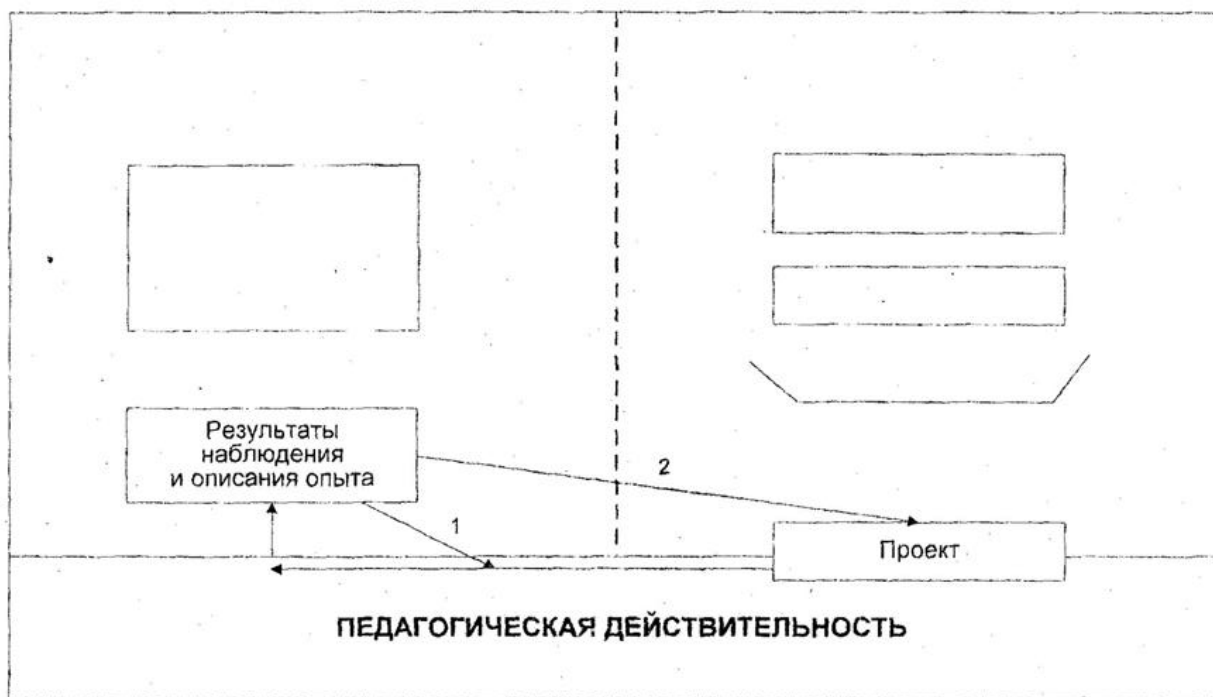 Результаты
наблюдения
и описания опыта
2
1
Проект
ПЕДАГОГИЧЕСКАЯ ДЕЙСТВИТЕЛЬНОСТЬ